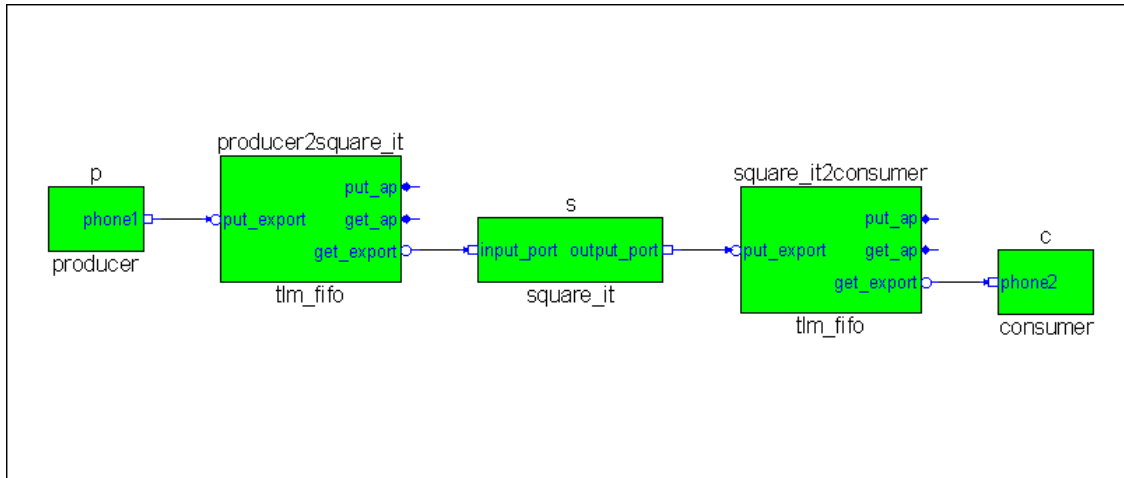 p
phone1
producer
producer2square_it
put_ap
put_export
get_ap
get_export
tlm_fifo
s
input_port output_port
square_it
square_it2consumer
put_ap
put_export
get_ap
get_export
tlm_fifo
c
phone2
consumer